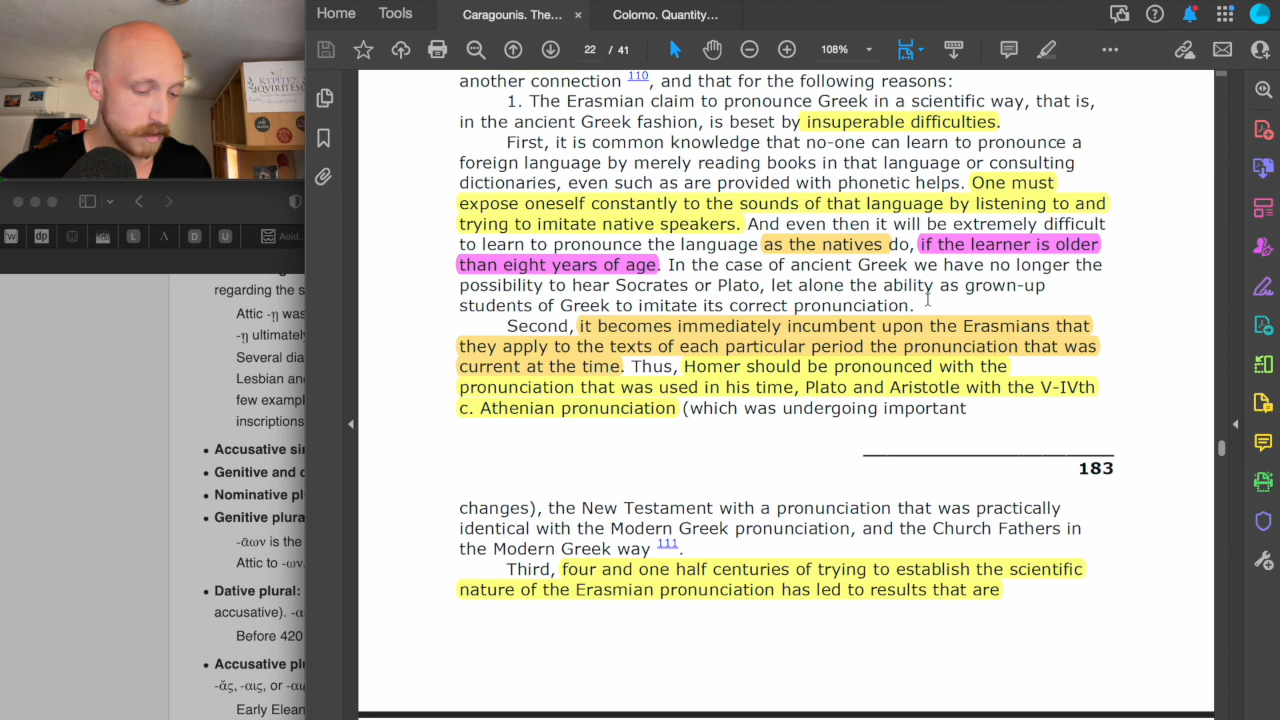 Home Tools Caragounis. The... × Colomo. Quantity...
22 / 41 108%
another connection 110, and that for the following reasons:
1. The Erasmian claim to pronounce Greek in a scientific way, that is,
in the ancient Greek fashion, is beset by insuperable difficulties.
First, it is common knowledge that no-one can learn to pronounce a
foreign language by merely reading books in that language or consulting
dictionaries, even such as are provided with phonetic helps. One must
expose oneself constantly to the sounds of that language by listening to and
trying to imitate native speakers. And even then it will be extremely difficult
to learn to pronounce the language as the natives do, if the learner is older
than eight years of age. In the case of ancient Greek we have no longer the
possibility to hear Socrates or Plato, let alone the ability as grown-up
students of Greek to imitate its correct pronunciation.
Second, it becomes immediately incumbent upon the Erasmians that
they apply to the texts of each particular period the pronunciation that was
current at the time. Thus, Homer should be pronounced with the
pronunciation that was used in his time, Plato and Aristotle with the V-IVth
c. Athenian pronunciation (which was undergoing important
183
changes), the New Testament with a pronunciation that was practically
identical with the Modern Greek pronunciation, and the Church Fathers in
the Modern Greek way 111.
Third, four and one half centuries of trying to establish the scientific
nature of the Erasmian pronunciation has led to results that are
ΚΥΡΙΤΕΣ
QVIRITES
W dp L Λ D U Aoid
regarding the s
Attic -ῃ was
-ῃ ultimately
Several dia
Lesbian an
few examp
inscriptions
• Accusative si
• Genitive and d
• Nominative pl
• Genitive plura
-ᾱων is the
Attic to -ων.
• Dative plural:
accusative). -α
Before 420
• Accusative pl
-ᾰς, -αις, or -αι
Early Elean